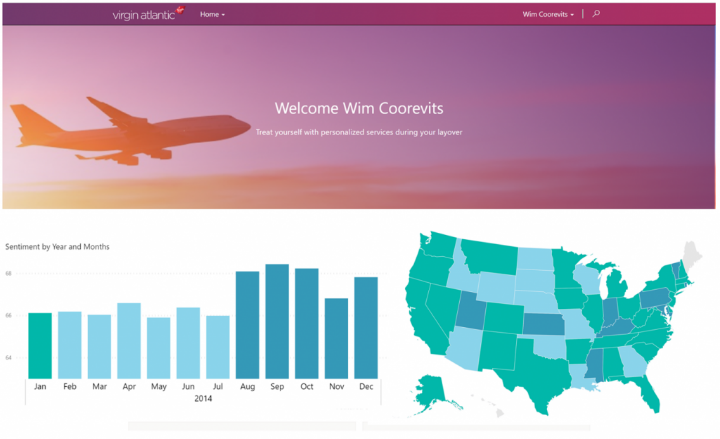 virgin atlantic Home Wim Coorevits
Welcome Wim Coorevits
Treat yourself with personalized services during your layover
Sentiment by Year and Months
68
66
64
Jan Feb Mar Apr May Jun Jul Aug Sep Oct Nov Dec
2014